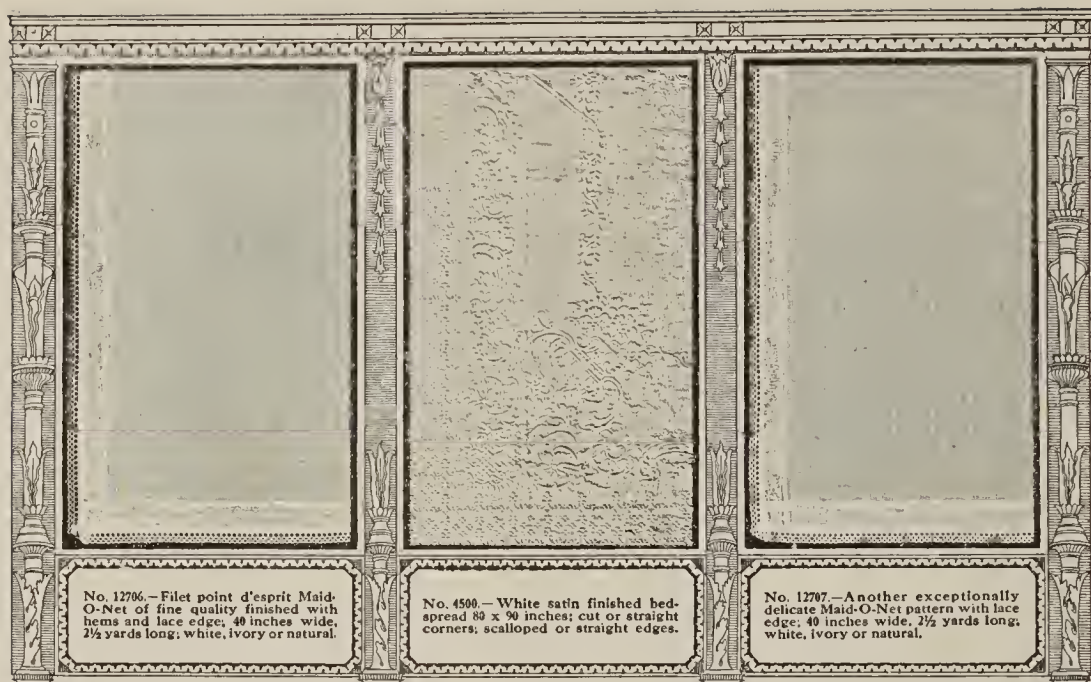 No. 12706.—Filet point d'esprit Maid-
O-Net of fine quality finished with
hems and lace edge; 40 inches wide,
2½ yards long; white, ivory or natural.
No. 4500.—White satin finished bed-
spread 80 x 90 inches; cut or straight
corners; scalloped or straight edges.
No. 12707.—Another exceptionally
delicate Maid-O-Net pattern with lace
edge; 40 inches wide, 2½ yards long;
white, ivory or natural.